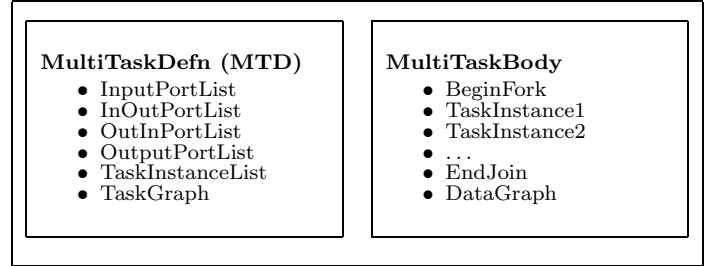 MultiTaskDefn (MTD)
• InputPortList
• InOutPortList
• OutInPortList
• OutputPortList
• TaskInstanceList
• TaskGraph
MultiTaskBody
• BeginFork
• TaskInstance1
• TaskInstance2
• ...
• EndJoin
• DataGraph